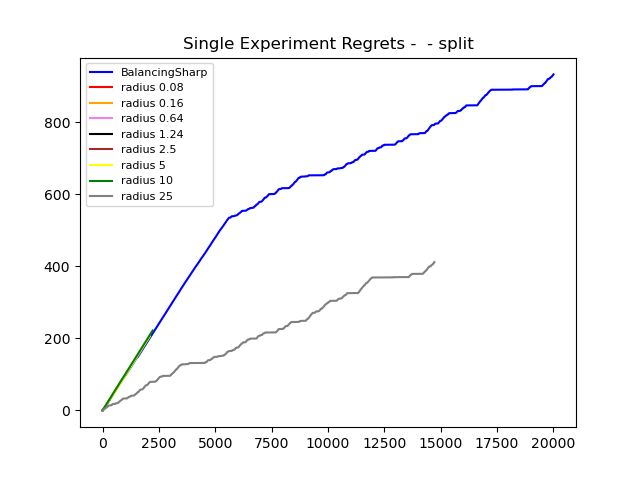 Single Experiment Regrets -  - split
BalancingSharp
radius 0.08
radius 0.16
radius 0.64
radius 1.24
radius 2.5
radius 5
radius 10
radius 25
800
600
400
200
0
0 2500 5000 7500 10000 12500 15000 17500 20000